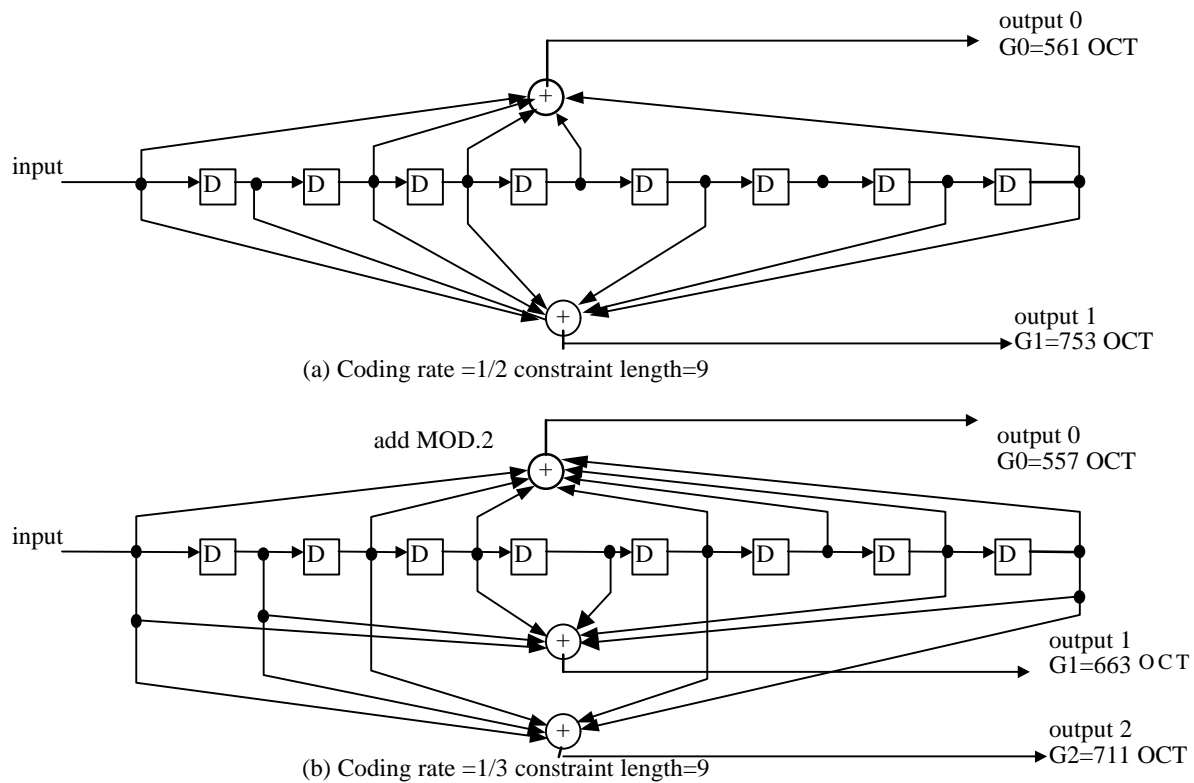 output 0
G0=561 OCT
+
input
D D D D D D D D
+
output 1
G1=753 OCT
(a) Coding rate =1/2 constraint length=9
add MOD.2
output 0
G0=557 OCT
+
input
D D D D D D D D
+
output 1
G1=663 OCT
+
output 2
G2=711 OCT
(b) Coding rate =1/3 constraint length=9